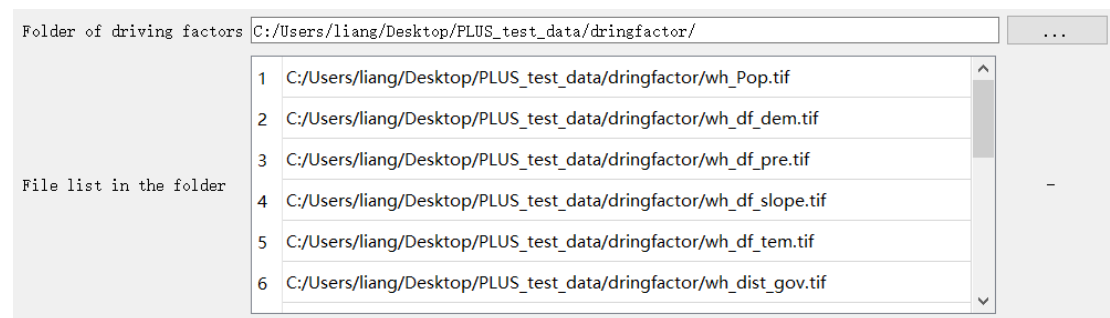 Folder of driving factors C:/Users/liang/Desktop/PLUS_test_data/dringfactor/ ...
1 C:/Users/liang/Desktop/PLUS_test_data/dringfactor/wh_Pop.tif
2 C:/Users/liang/Desktop/PLUS_test_data/dringfactor/wh_df_dem.tif
3 C:/Users/liang/Desktop/PLUS_test_data/dringfactor/wh_df_pre.tif
File list in the folder -
4 C:/Users/liang/Desktop/PLUS_test_data/dringfactor/wh_df_slope.tif
5 C:/Users/liang/Desktop/PLUS_test_data/dringfactor/wh_df_tem.tif
6 C:/Users/liang/Desktop/PLUS_test_data/dringfactor/wh_dist_gov.tif